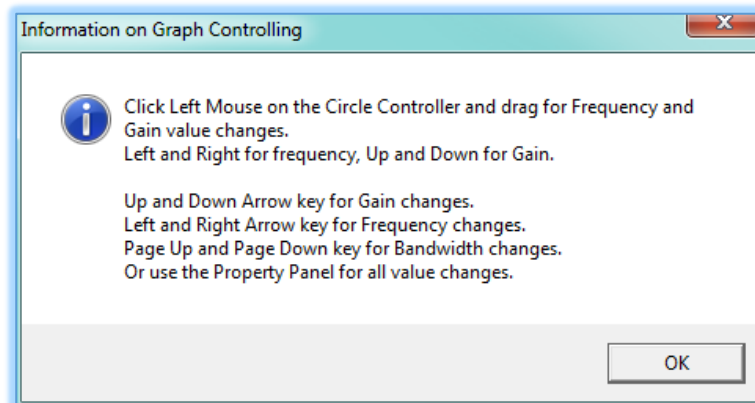 Information on Graph Controlling
X
Click Left Mouse on the Circle Controller and drag for Frequency and
Gain value changes.
Left and Right for frequency, Up and Down for Gain.
Up and Down Arrow key for Gain changes.
Left and Right Arrow key for Frequency changes.
Page Up and Page Down key for Bandwidth changes.
Or use the Property Panel for all value changes.
OK